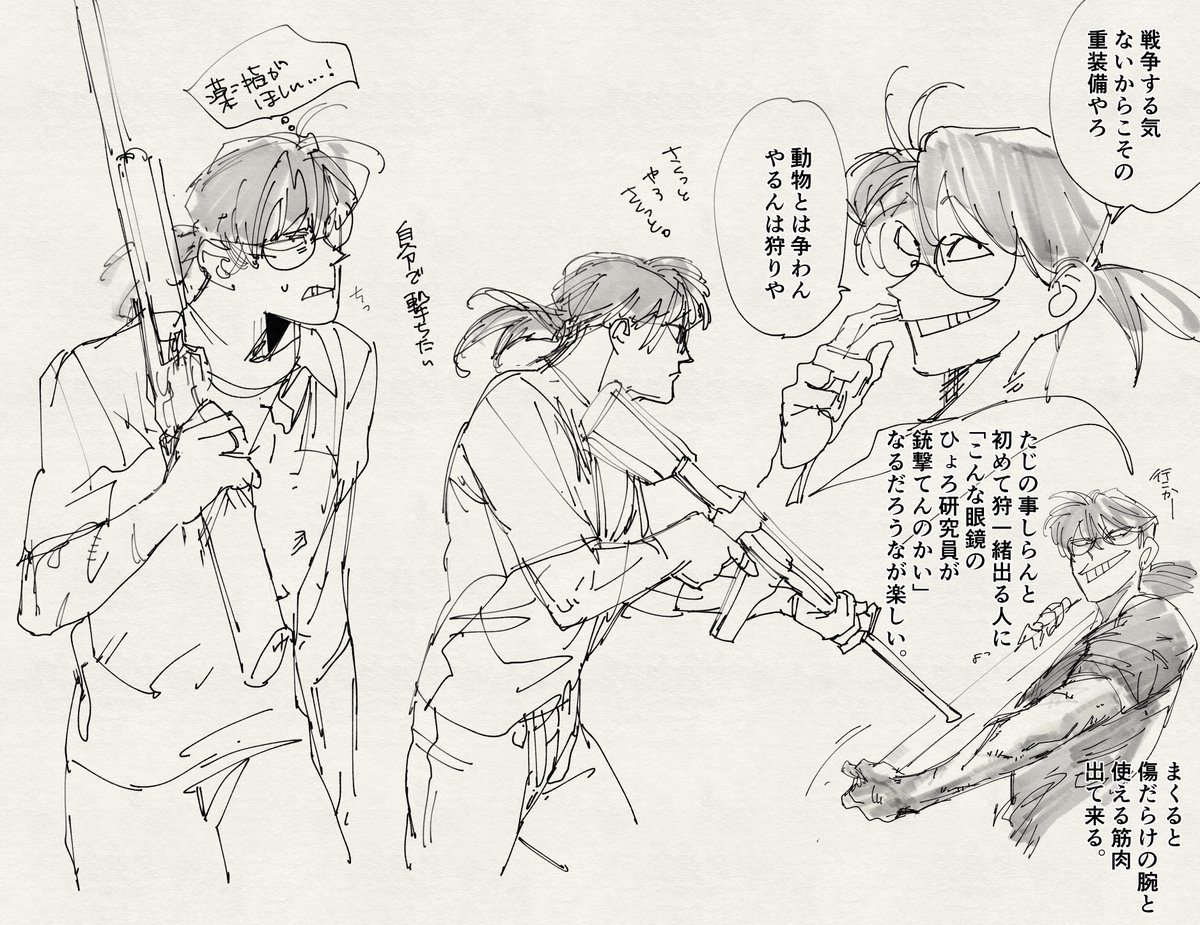 戦争する気
ないからこその
重装備やろ
動物とは争わん
やるんは狩りや
さくっと
やろ
さくっと。
自分で撃ちたい
薬莢が
ほしい…!
ちっ
たじの事しらんと
初めて狩一緒出る人に
「こんな眼鏡の
ひょろ研究員が
銃撃てんのかい」
なるだろうなが楽しい。
行こかー
よっ
まくると
傷だらけの腕と
使える筋肉
出て来る。